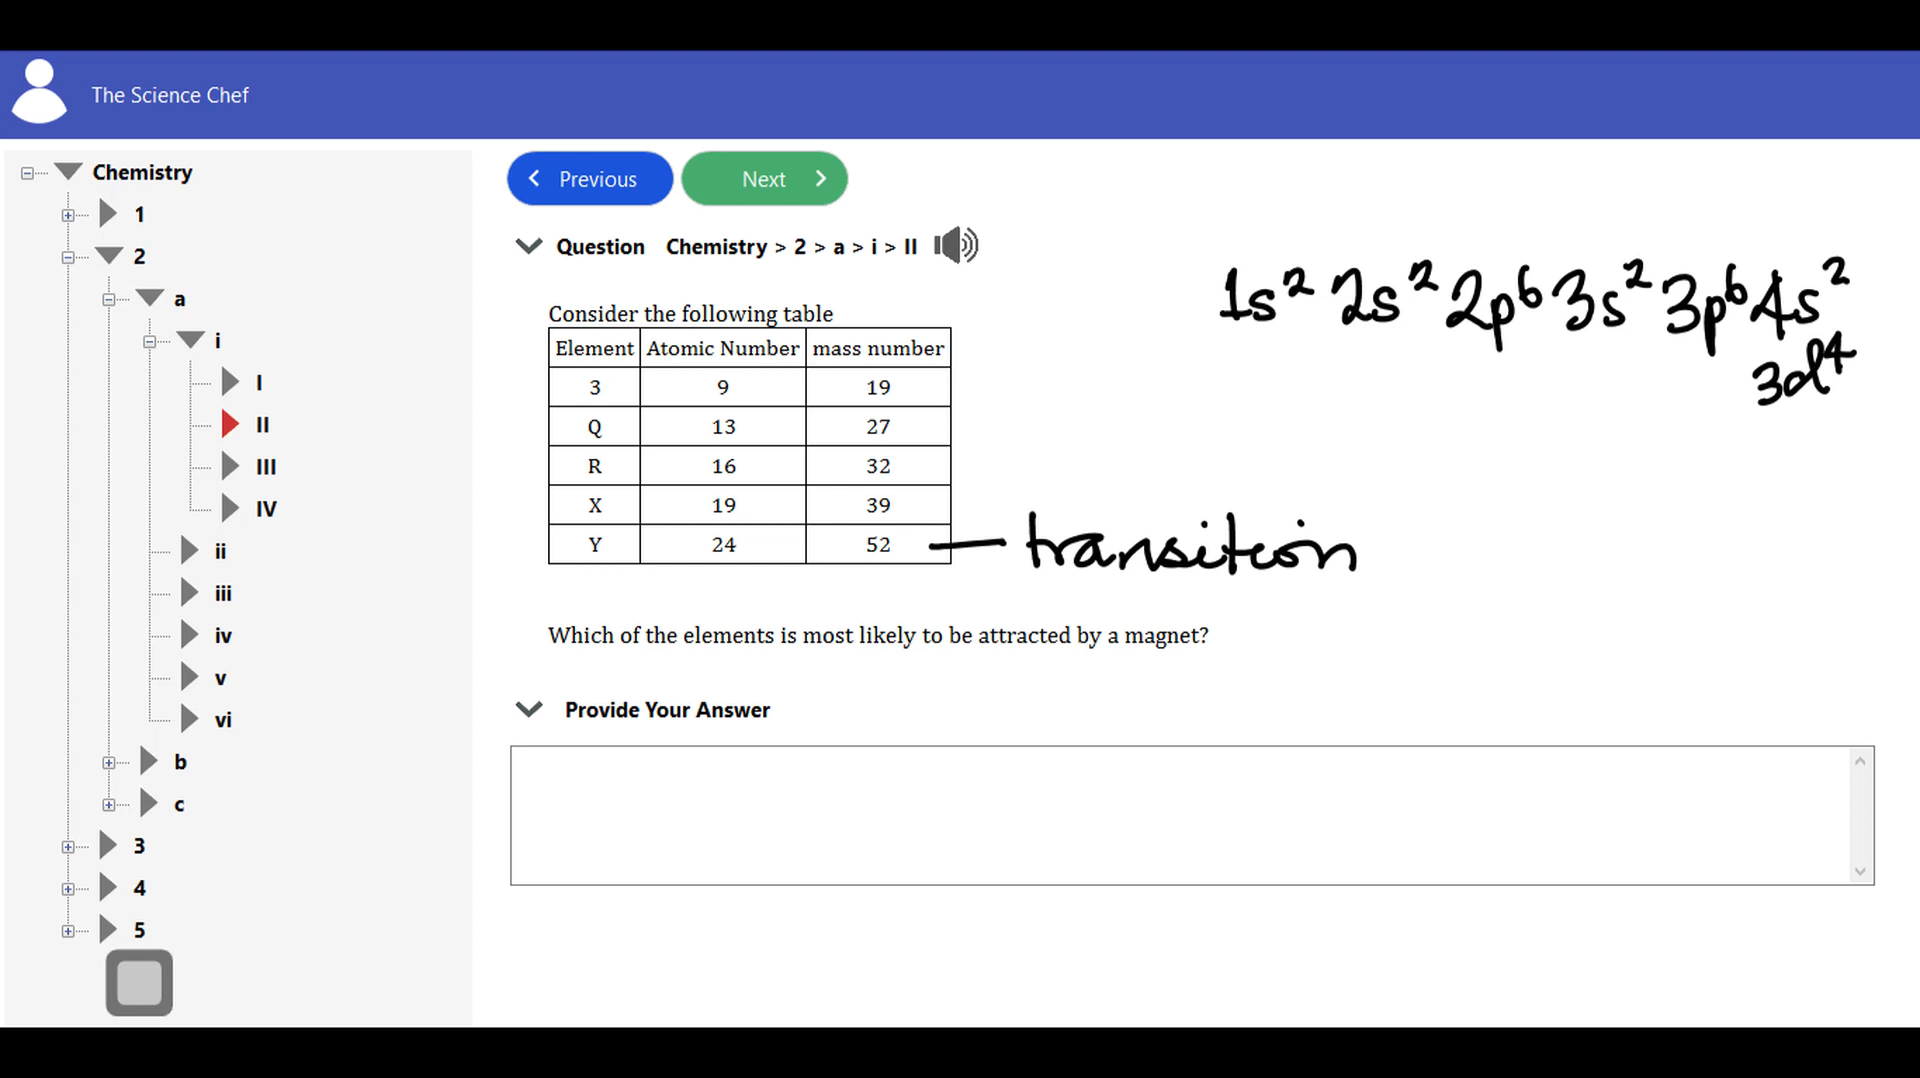 The Science Chef
Chemistry
1
2
a
i
I
II
III
IV
ii
iii
iv
v
vi
b
c
3
4
5
Previous Next
Question Chemistry > 2 > a > i > II
Consider the following table
Element Atomic Number mass number
3 9 19
Q 13 27
R 16 32
X 19 39
Y 24 52
transition
1s² 2s² 2p⁶ 3s² 3p⁶ 4s²
3d⁴
Which of the elements is most likely to be attracted by a magnet?
Provide Your Answer